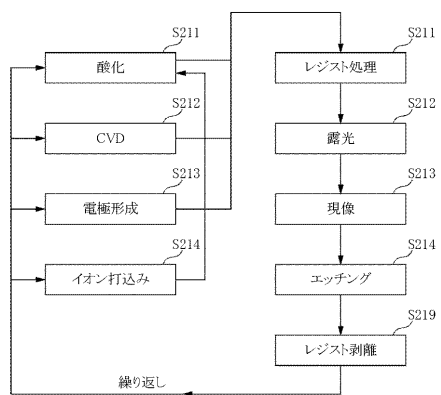 S211
酸化
S212
CVD
S213
電極形成
S214
イオン打込み
S211
レジスト処理
S212
露光
S213
現像
S214
エッチング
S219
レジスト剥離
繰り返し